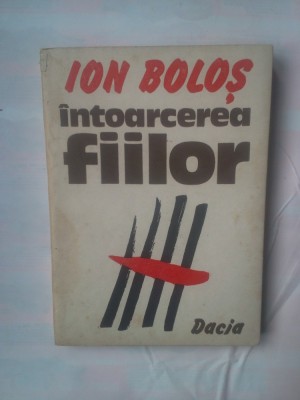 ION BOLOȘ
întoarcerea
fiilor
Dacia